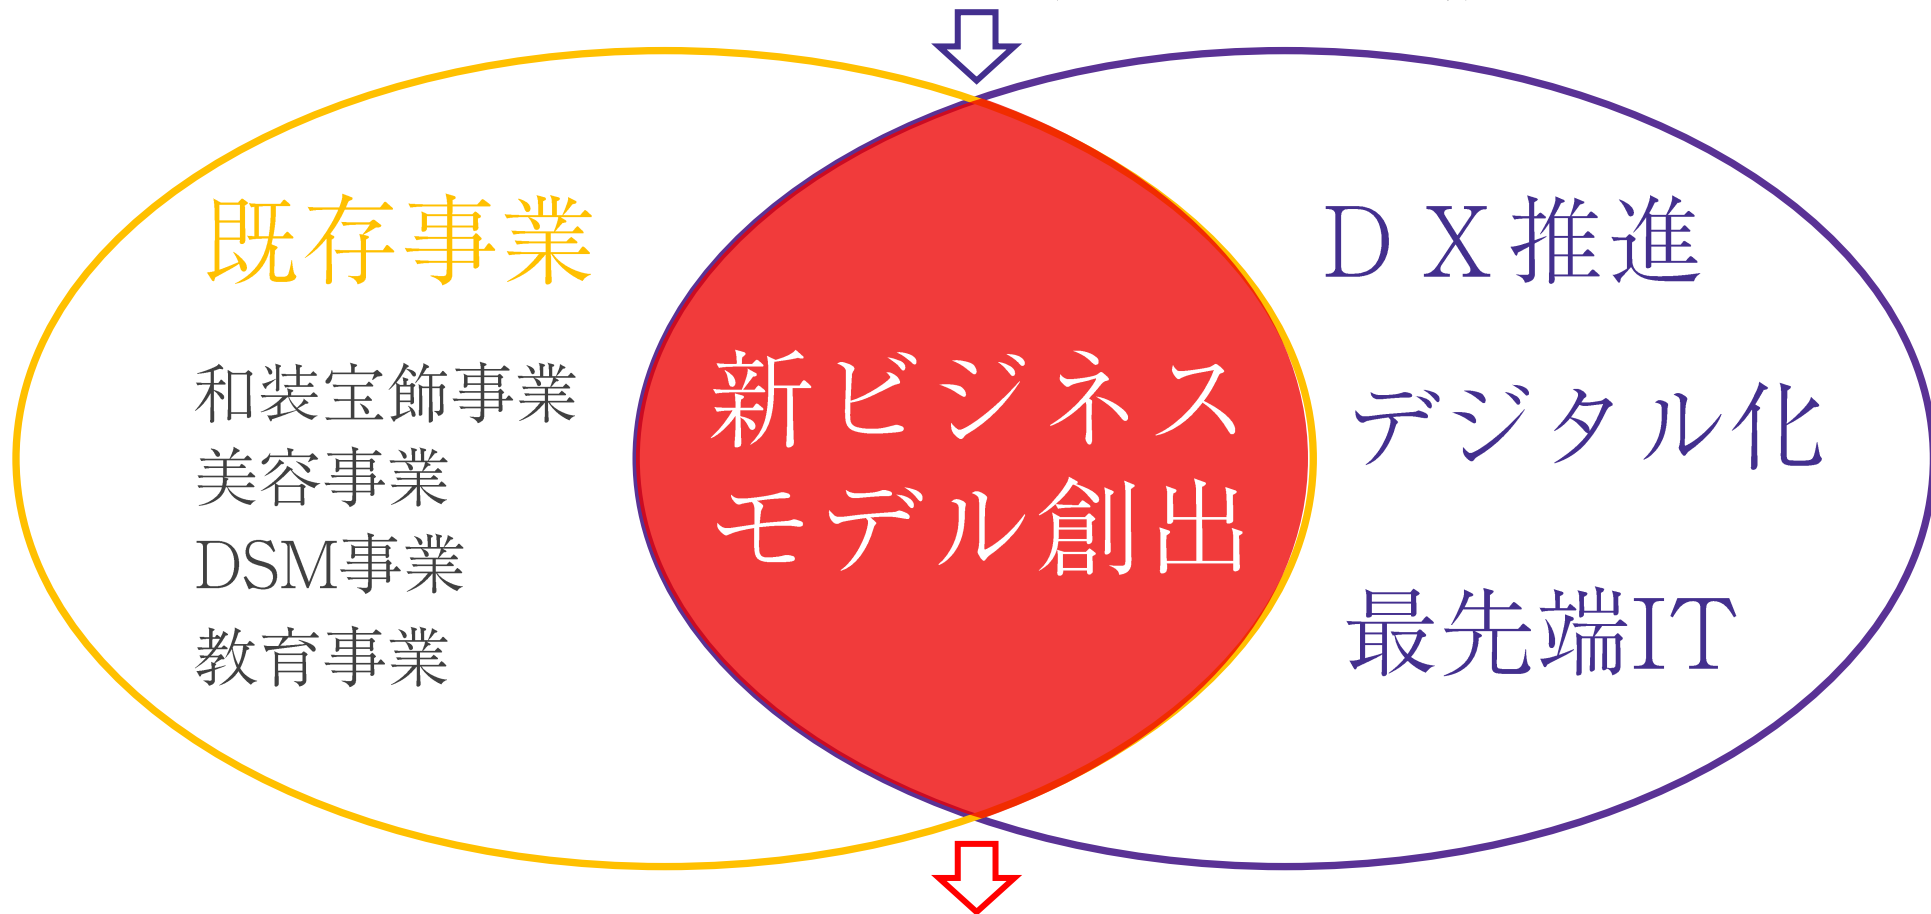 既存事業
和装宝飾事業
美容事業
DSM事業
教育事業
新ビジネス
モデル創出
ＤＸ推進
デジタル化
最先端IT